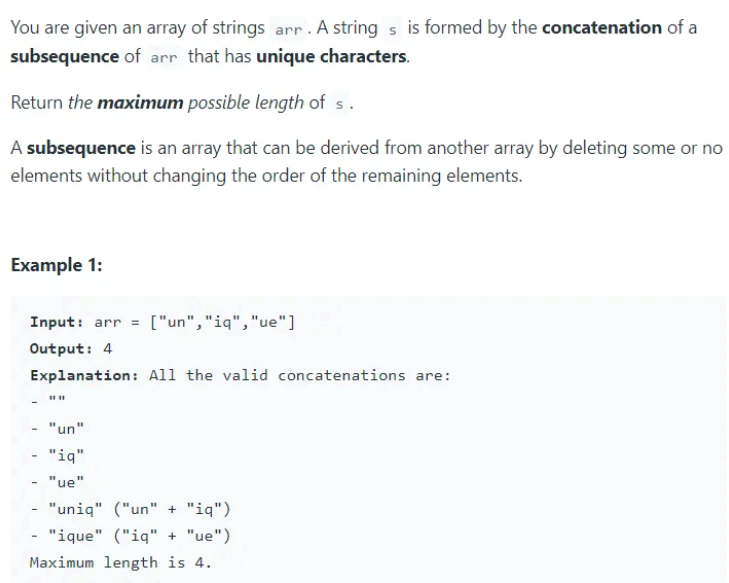 You are given an array of strings arr. A string s is formed by the concatenation of a
subsequence of arr that has unique characters.
Return the maximum possible length of s.
A subsequence is an array that can be derived from another array by deleting some or no
elements without changing the order of the remaining elements.
Example 1:
Input: arr = ["un","iq","ue"]
Output: 4
Explanation: All the valid concatenations are:
- ""
- "un"
- "iq"
- "ue"
- "uniq" ("un" + "iq")
- "ique" ("iq" + "ue")
Maximum length is 4.